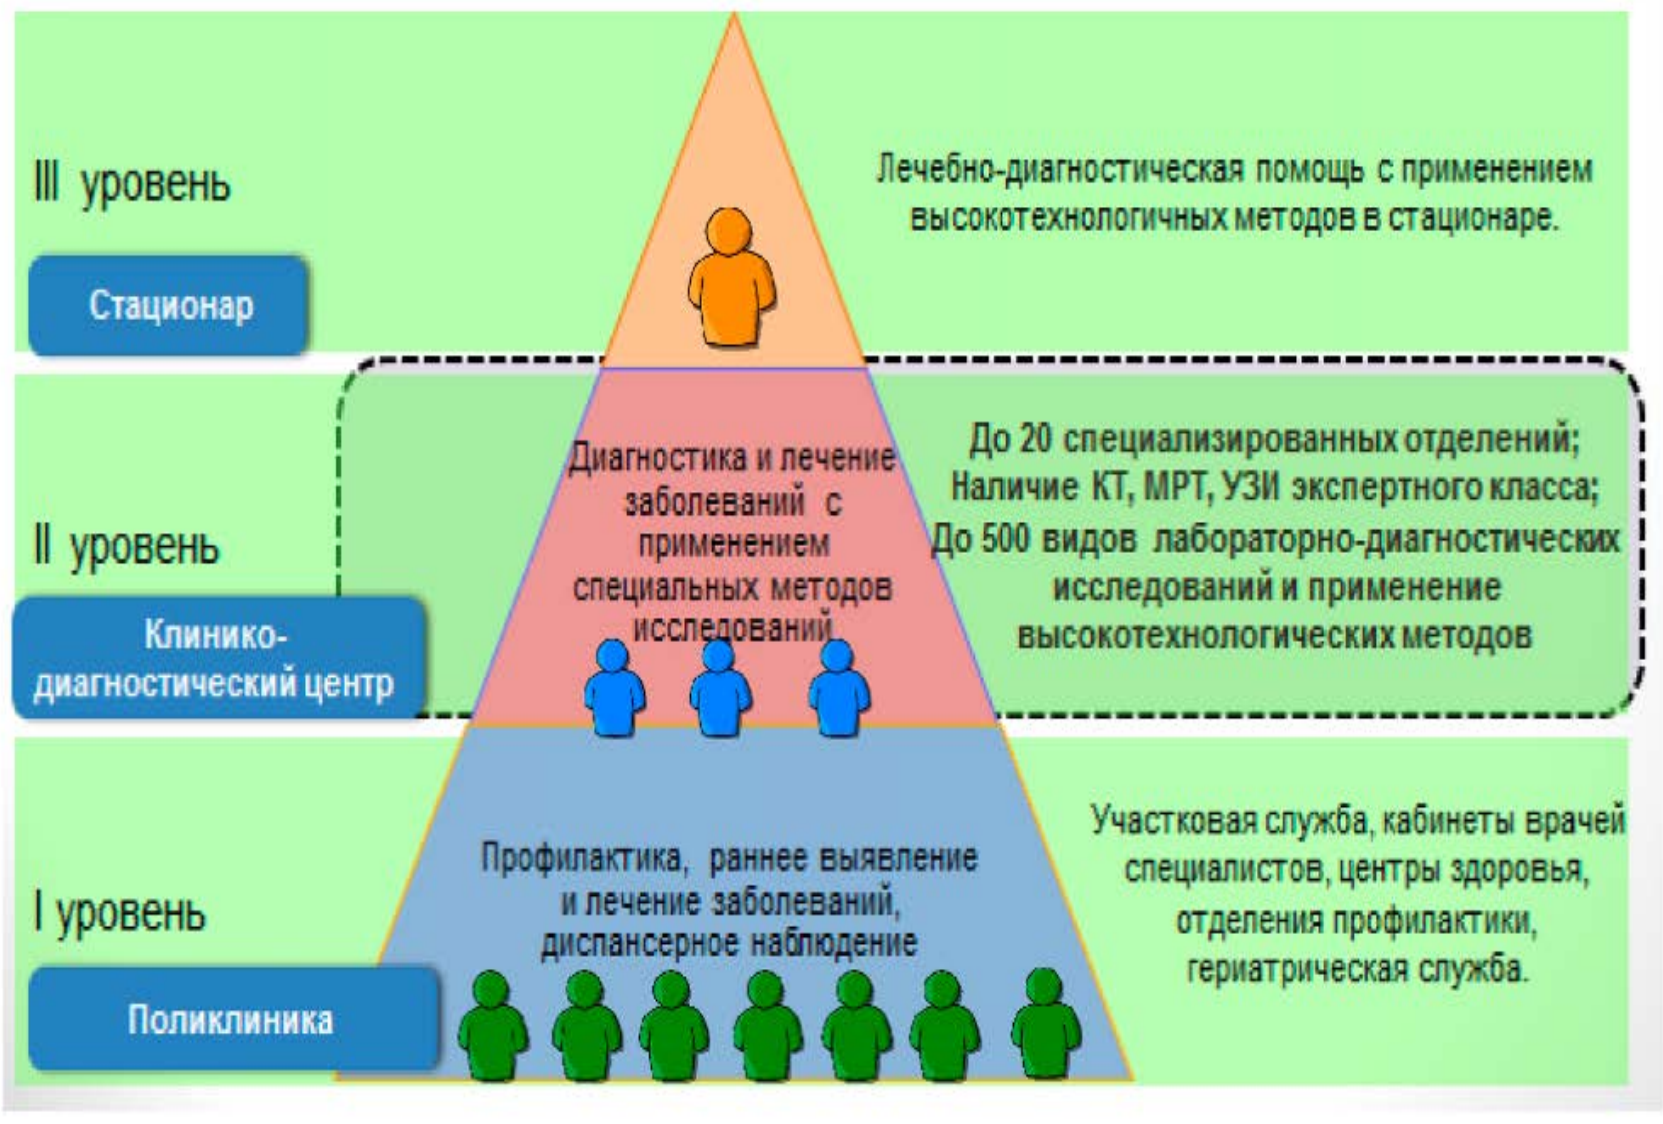 III уровень
Стационар
Лечебно-диагностическая помощь с применением
высокотехнологичных методов в стационаре.
II уровень
Клинико-
диагностический центр
Диагностика и лечение
заболеваний с
применением
специальных методов
исследований
До 20 специализированных отделений;
Наличие КТ, МРТ, УЗИ экспертного класса;
До 500 видов лабораторно-диагностических
исследований и применение
высокотехнологических методов
I уровень
Поликлиника
Профилактика, раннее выявление
и лечение заболеваний,
диспансерное наблюдение
Участковая служба, кабинеты врачей
специалистов, центры здоровья,
отделения профилактики,
гериатрическая служба.